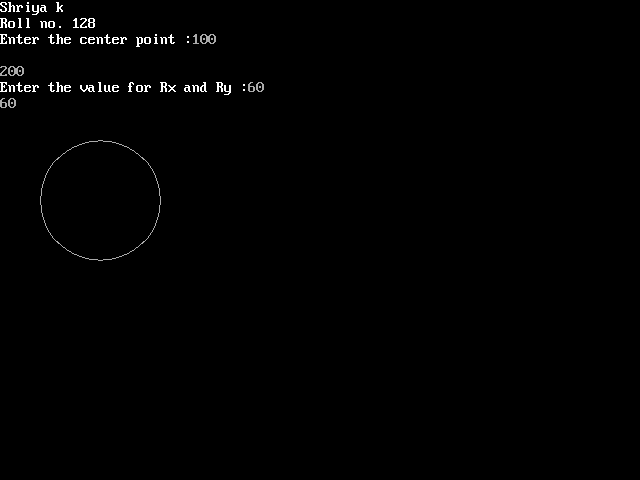 Shriya k
Roll no. 128
Enter the center point :100
200
Enter the value for Rx and Ry :60
60